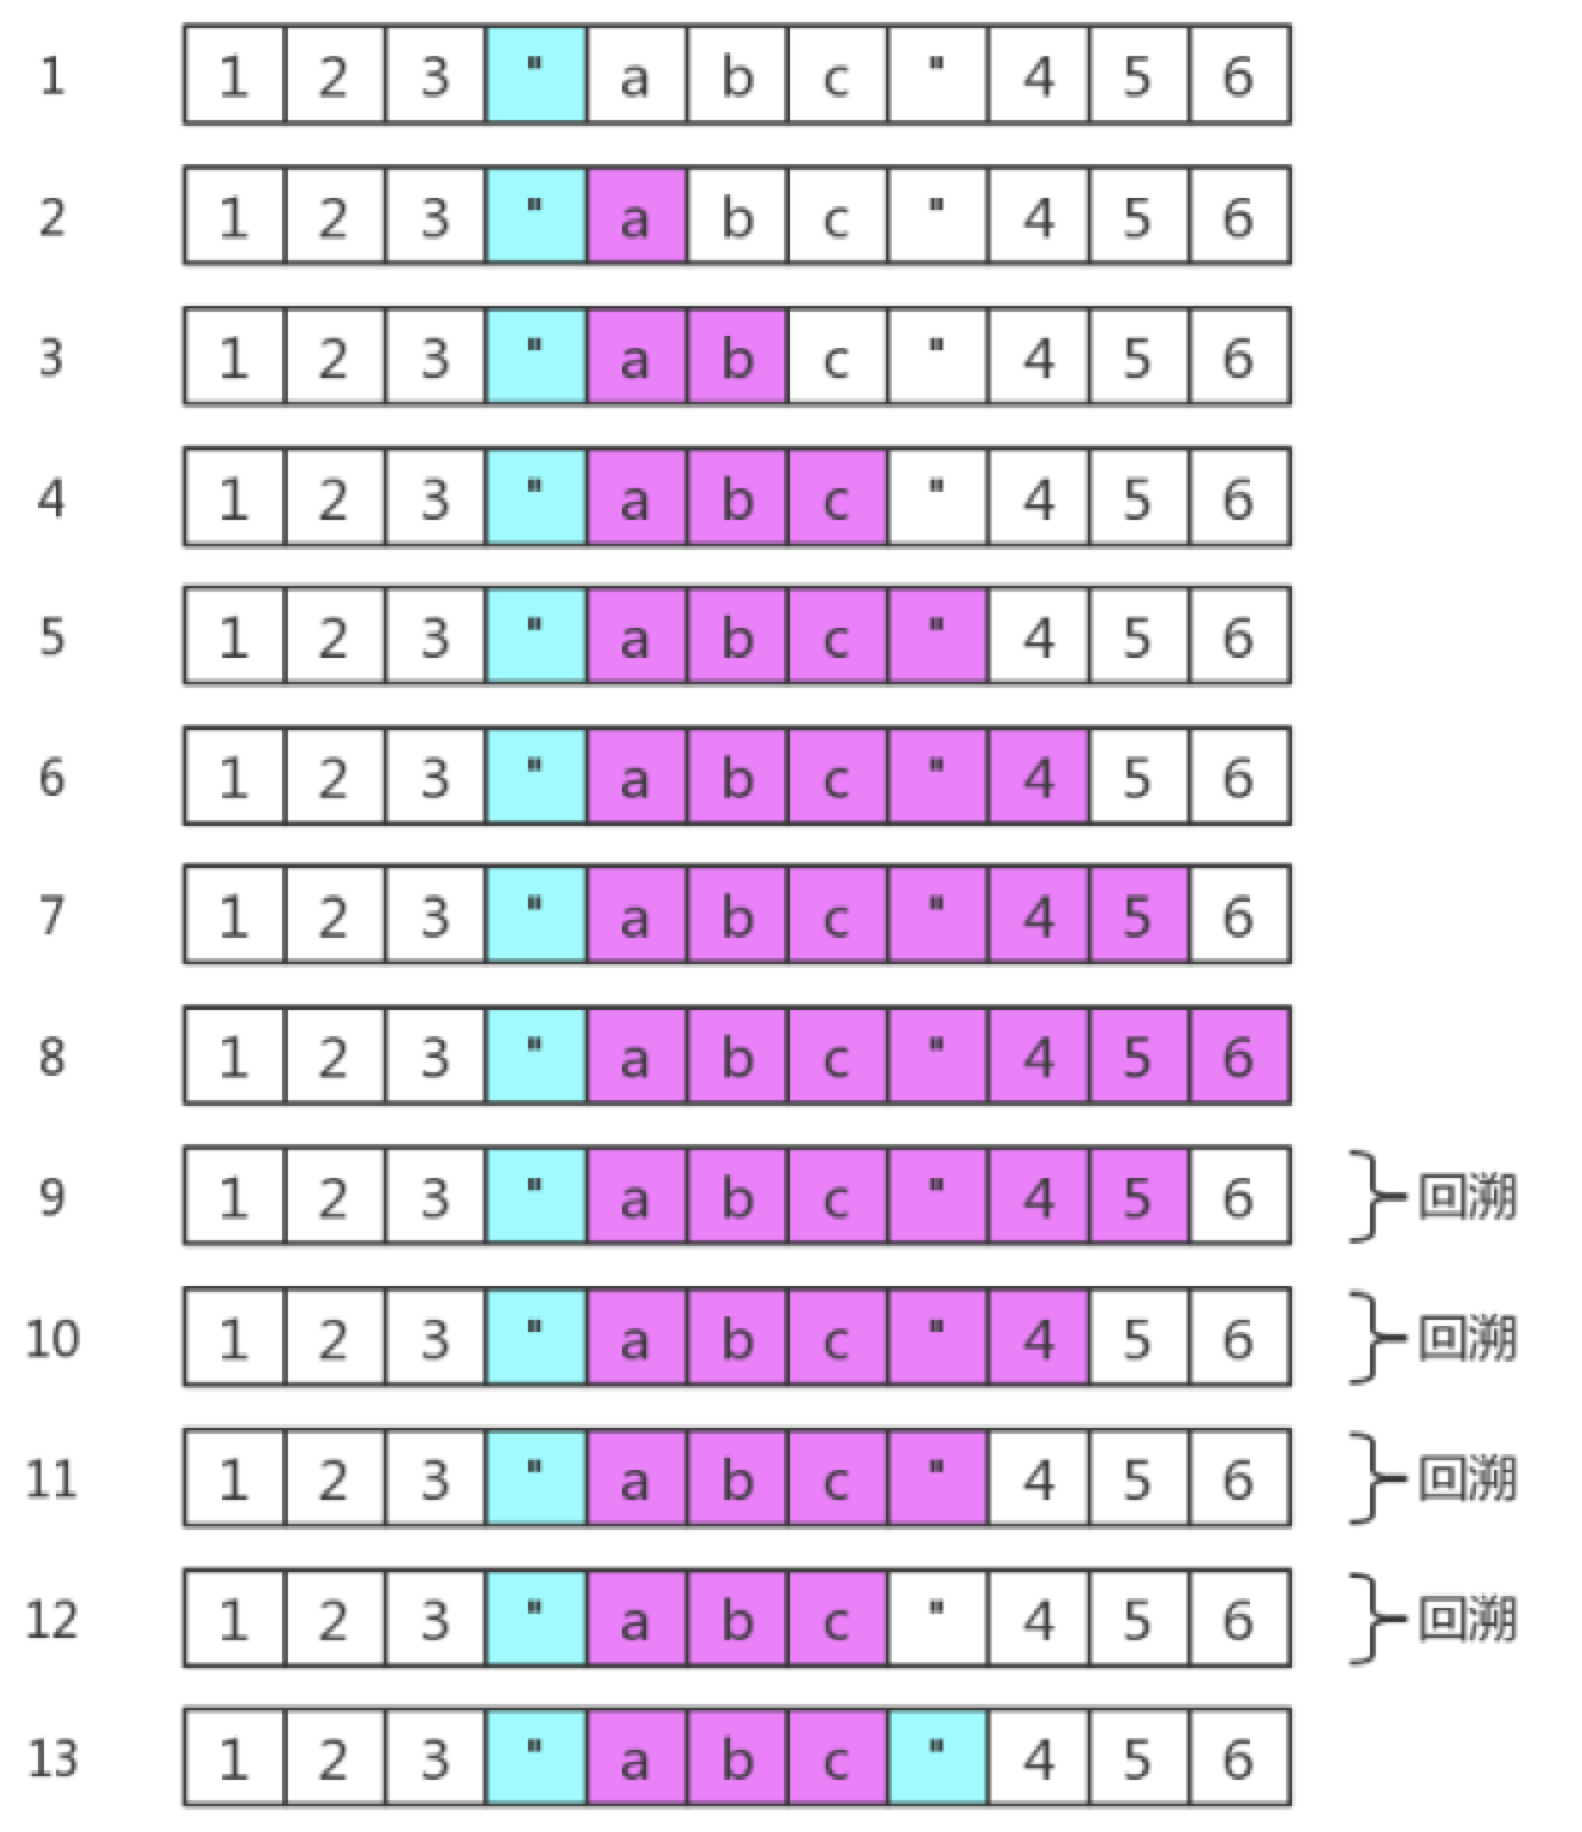 1 1 2 3 " a b c " 4 5 6
2 1 2 3 " a b c " 4 5 6
3 1 2 3 " a b c " 4 5 6
4 1 2 3 " a b c " 4 5 6
5 1 2 3 " a b c " 4 5 6
6 1 2 3 " a b c " 4 5 6
7 1 2 3 " a b c " 4 5 6
8 1 2 3 " a b c " 4 5 6
9 1 2 3 " a b c " 4 5 6 回溯
10 1 2 3 " a b c " 4 5 6 回溯
11 1 2 3 " a b c " 4 5 6 回溯
12 1 2 3 " a b c " 4 5 6 回溯
13 1 2 3 " a b c " 4 5 6